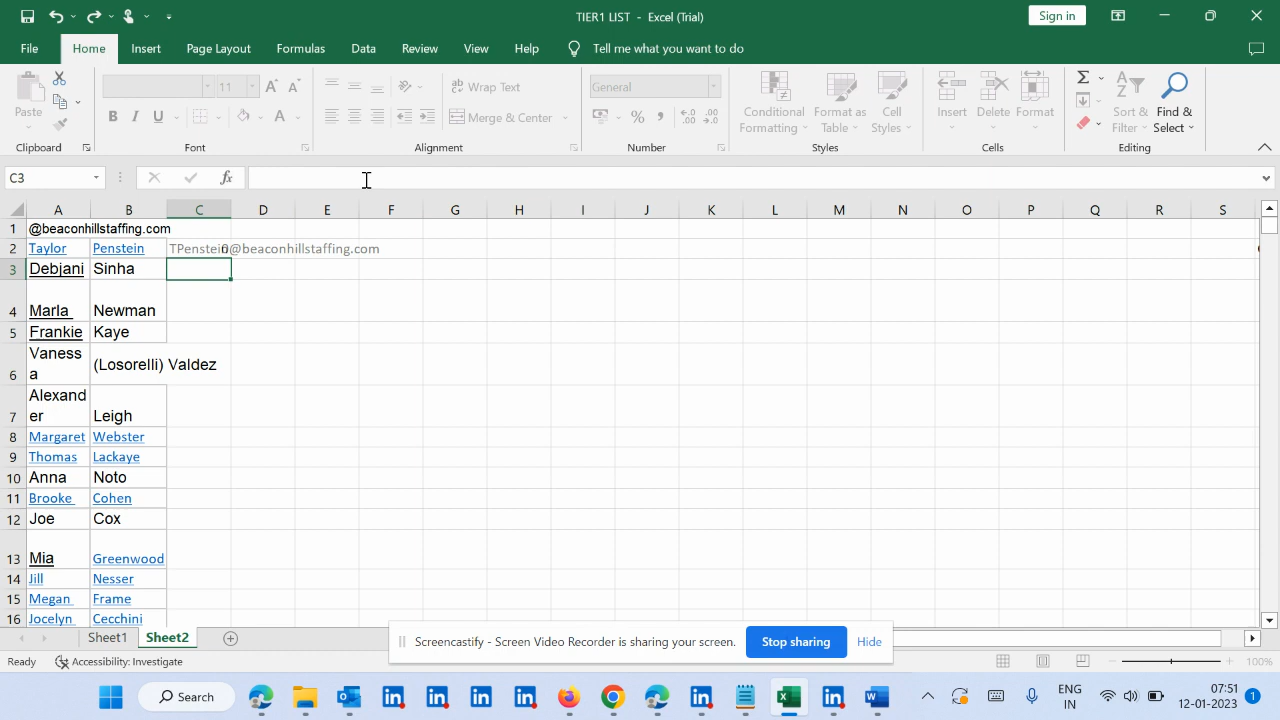 TIER1 LIST - Excel (Trial)
Sign in
File Home Insert Page Layout Formulas Data Review View Help Tell me what you want to do
Paste
11
Wrap Text
Merge & Center
General
Conditional Formatting
Format as Table
Cell Styles
Insert Delete Format
Sort & Filter
Find & Select
Clipboard Font Alignment Number Styles Cells Editing
C3 fx
A B C D E F G H I J K L M N O P Q R S
1 @beaconhillstaffing.com
2 Taylor Penstein @beaconhillstaffing.com
3 Debjani Sinha
4 Marla Newman
5 Frankie Kaye
6 Vaness
a (Losorelli) Valdez
7 Alexand
er Leigh
8 Margaret Webster
9 Thomas Lackaye
10 Anna Noto
11 Brooke Cohen
12 Joe Cox
13 Mia Greenwood
14 Jill Nesser
15 Megan Frame
16 Jocelyn Cecchini
Sheet1 Sheet2
Screencastify - Screen Video Recorder is sharing your screen. Stop sharing Hide
Ready Accessibility: Investigate 100%
Search
ENG
IN
07:51
12-01-2023
1